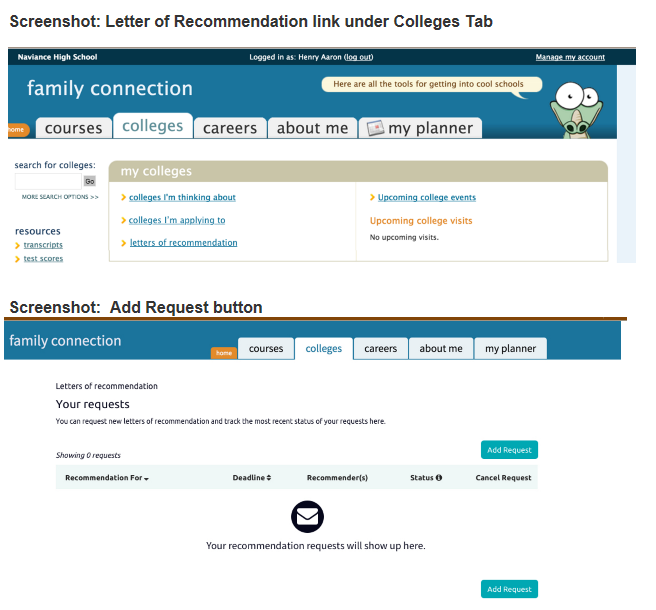 Screenshot: Letter of Recommendation link under Colleges Tab
Naviance High School
Logged in as: Henry Aaron (log out)
Manage my account
family connection
Here are all the tools for getting into cool schools
home
courses
colleges
careers
about me
my planner
search for colleges:
Go
MORE SEARCH OPTIONS >>
resources
transcripts
test scores
my colleges
colleges I'm thinking about
colleges I'm applying to
letters of recommendation
Upcoming college events
Upcoming college visits
No upcoming visits.
Screenshot: Add Request button
family connection
home
courses
colleges
careers
about me
my planner
Letters of recommendation
Your requests
You can request new letters of recommendation and track the most recent status of your requests here.
Add Request
Showing 0 requests
Recommendation For
Deadline
Recommender(s)
Status
Cancel Request
Your recommendation requests will show up here.
Add Request